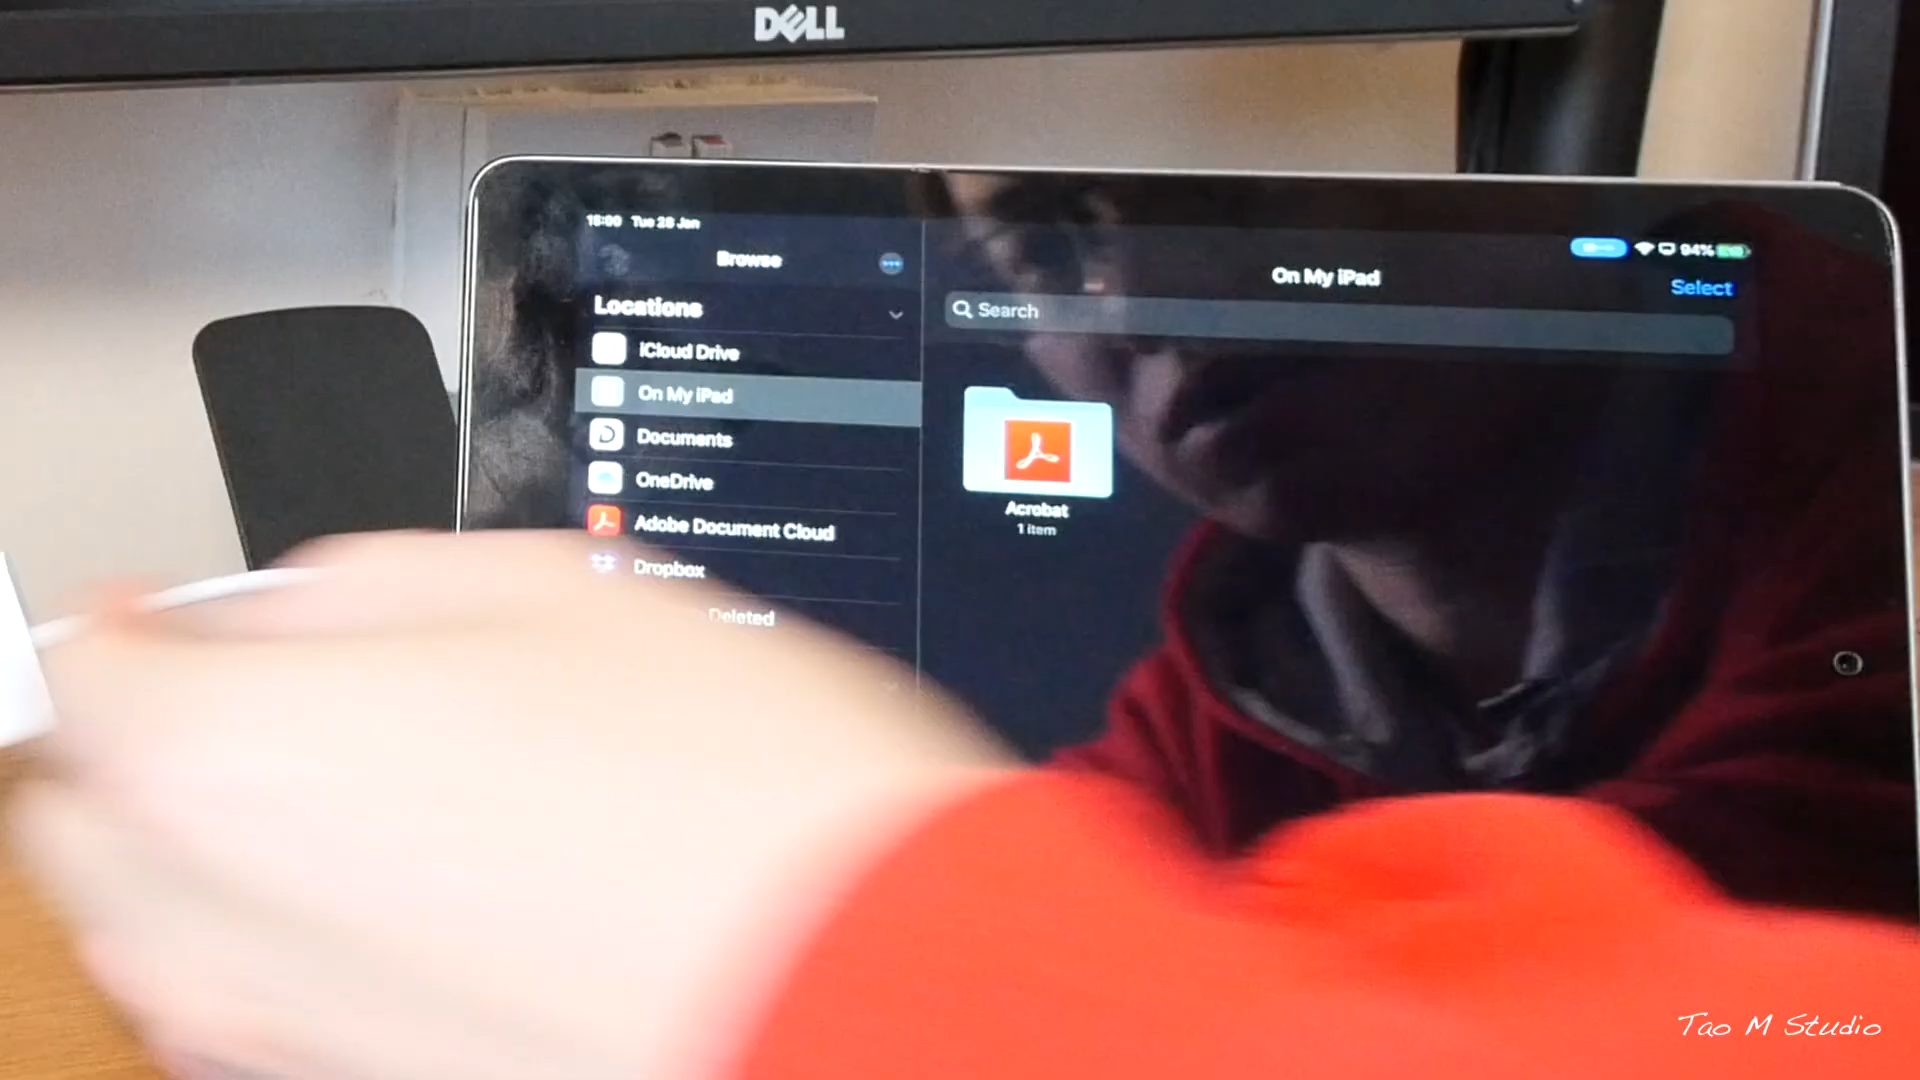 DELL
Tue 28 Jan
94%
Browse
On My iPad
Select
Locations
Search
iCloud Drive
On My iPad
Documents
OneDrive
Adobe Document Cloud
Dropbox
Deleted
Acrobat
1 item
Tao M Studio